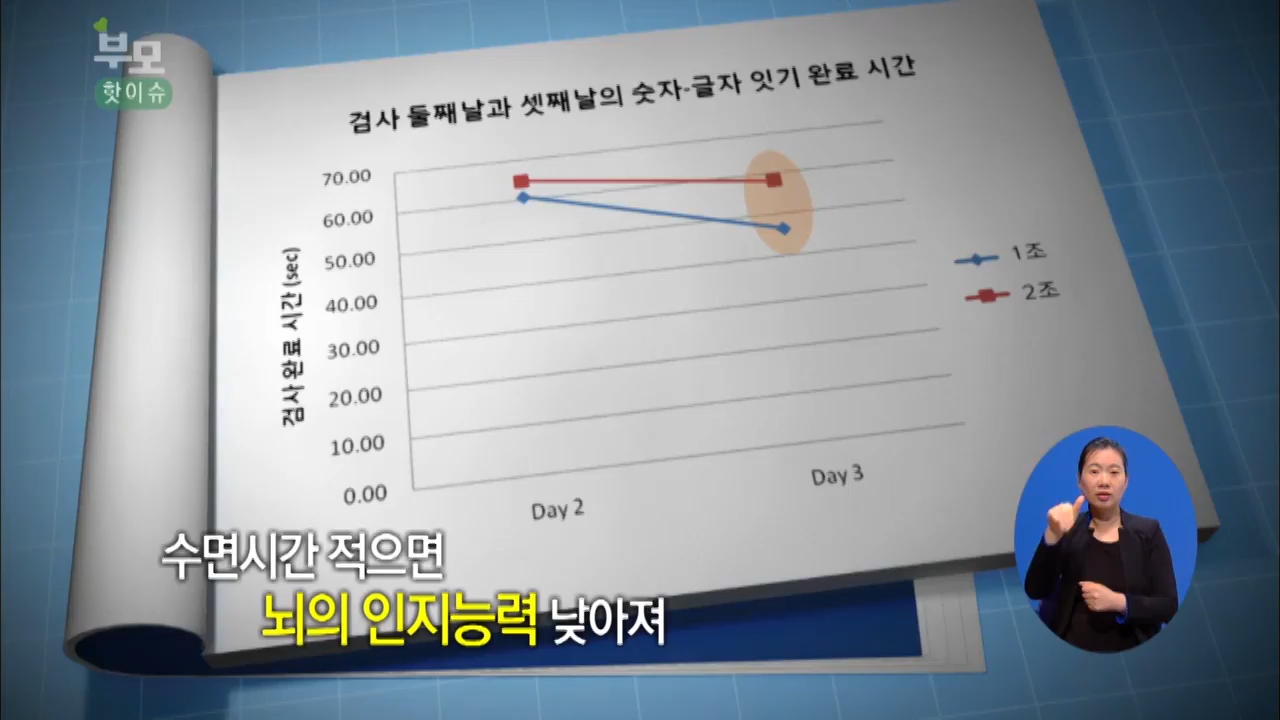 부모
핫이슈
검사 둘째날과 셋째날의 숫자·글자 잇기 완료 시간
검사 완료 시간(sec)
70.00
60.00
50.00
40.00
30.00
20.00
10.00
0.00
Day 2
Day 3
1조
2조
수면시간 적으면
뇌의 인지능력 낮아져